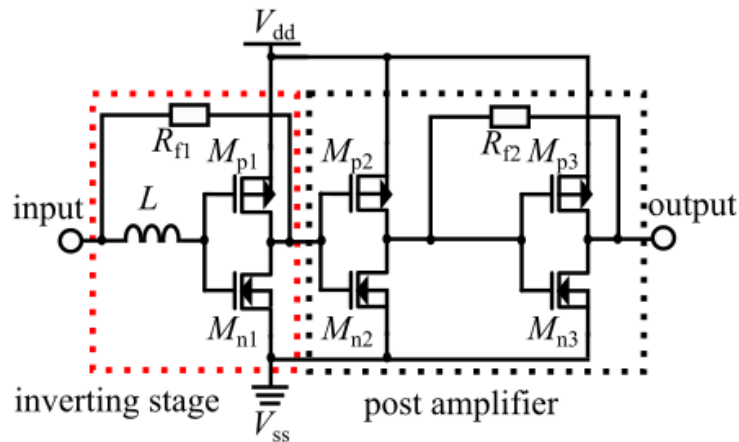 Vdd
Rf1
Mp1
Mp2
Rf2
Mp3
input
L
output
Mn1
Mn2
Mn3
inverting stage
post amplifier
Vss